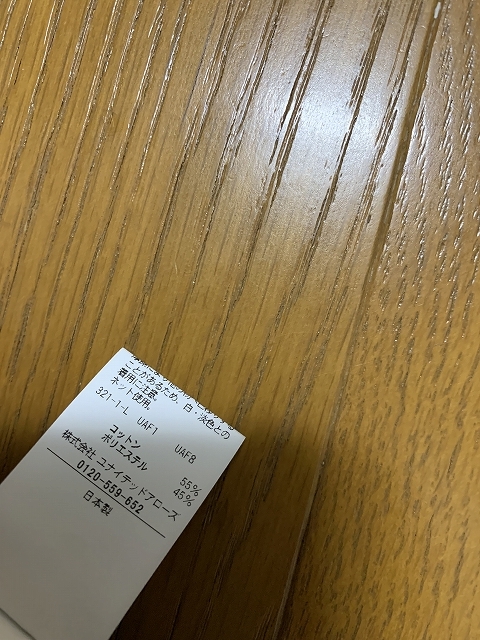 ことがあるため、白・淡色との
着用に注意。
ネット使用。
321-1-L UAF1 UAF8
コットン 55%
ポリエステル 45%
株式会社 ユナイテッドアローズ
0120-559-652
日本製